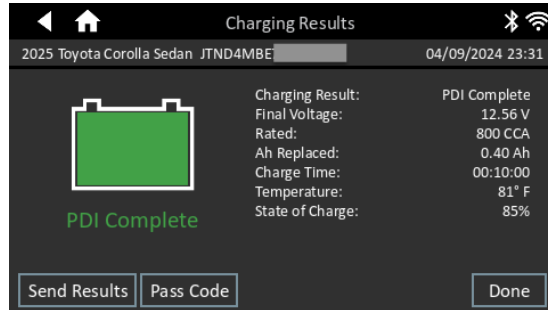 Charging Results
2025 Toyota Corolla Sedan JTND4MBE 04/09/2024 23:31
Charging Result: PDI Complete
Final Voltage: 12.56 V
Rated: 800 CCA
Ah Replaced: 0.40 Ah
Charge Time: 00:10:00
Temperature: 81° F
State of Charge: 85%
PDI Complete
Send Results Pass Code Done